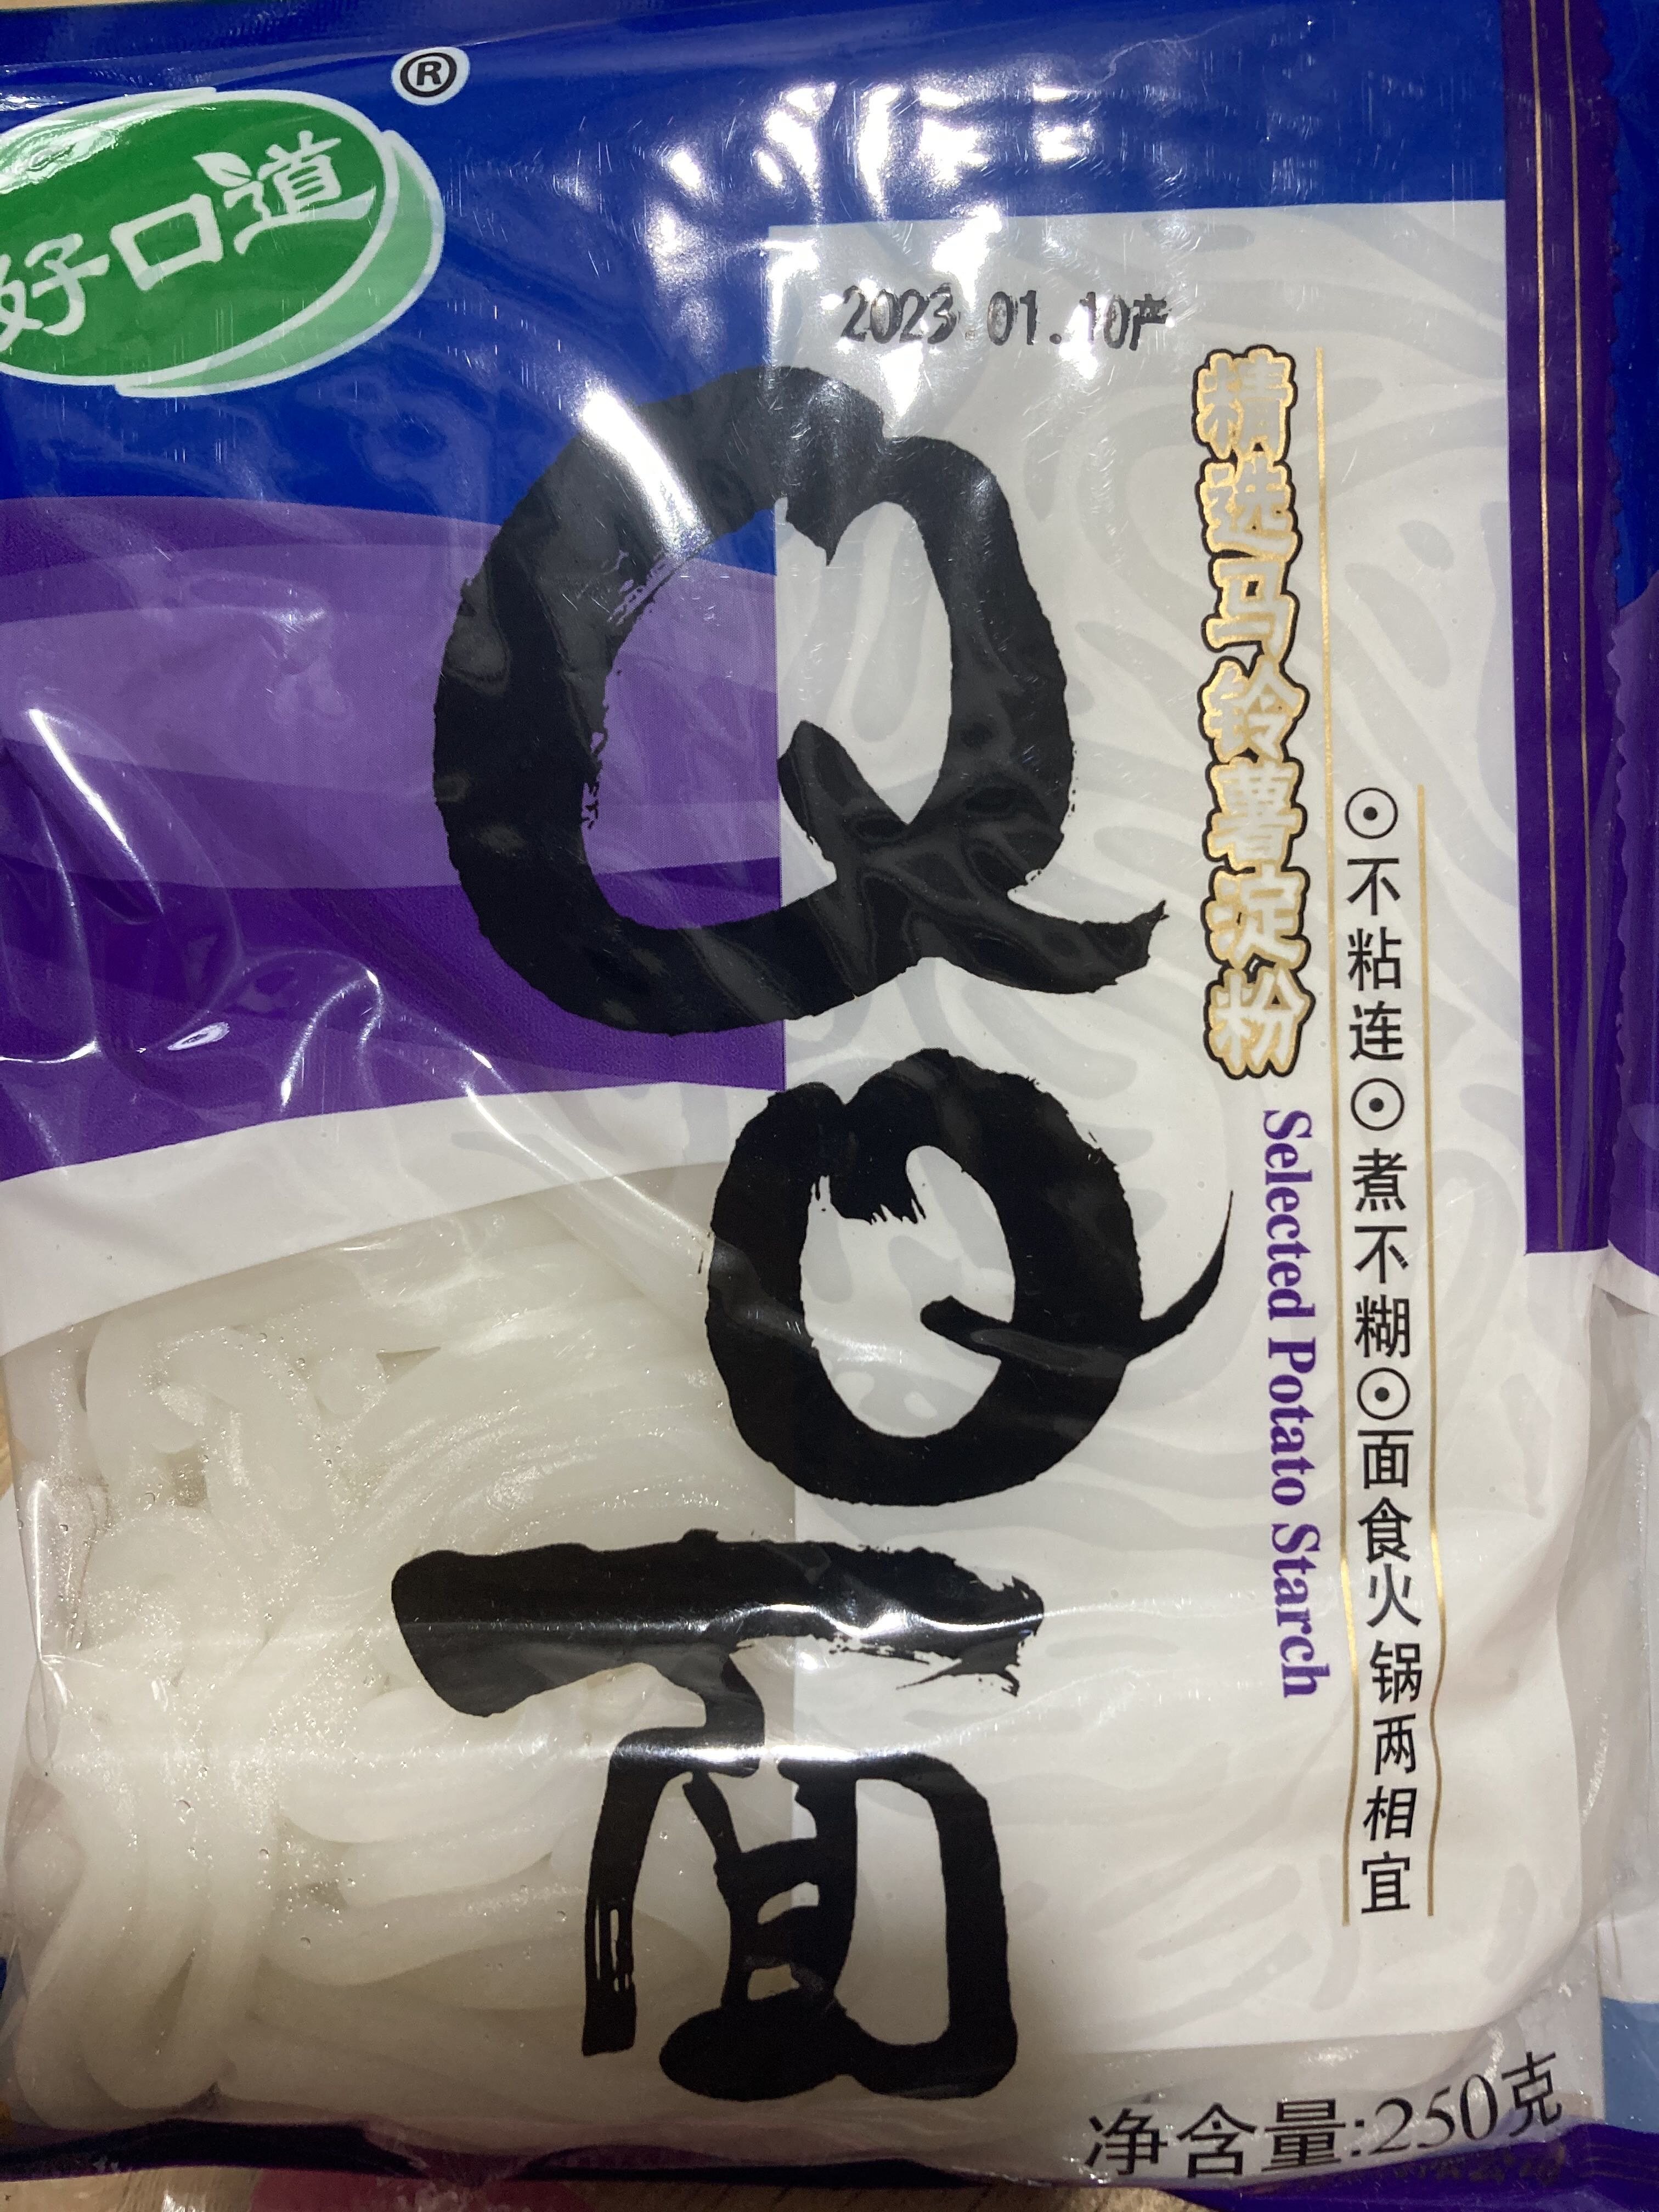 ®
好口道
2023.01.10产
QQ面
精选马铃薯淀粉
Selected Potato Starch
⊙不粘连⊙煮不糊⊙面食火锅两相宜
净含量:250克